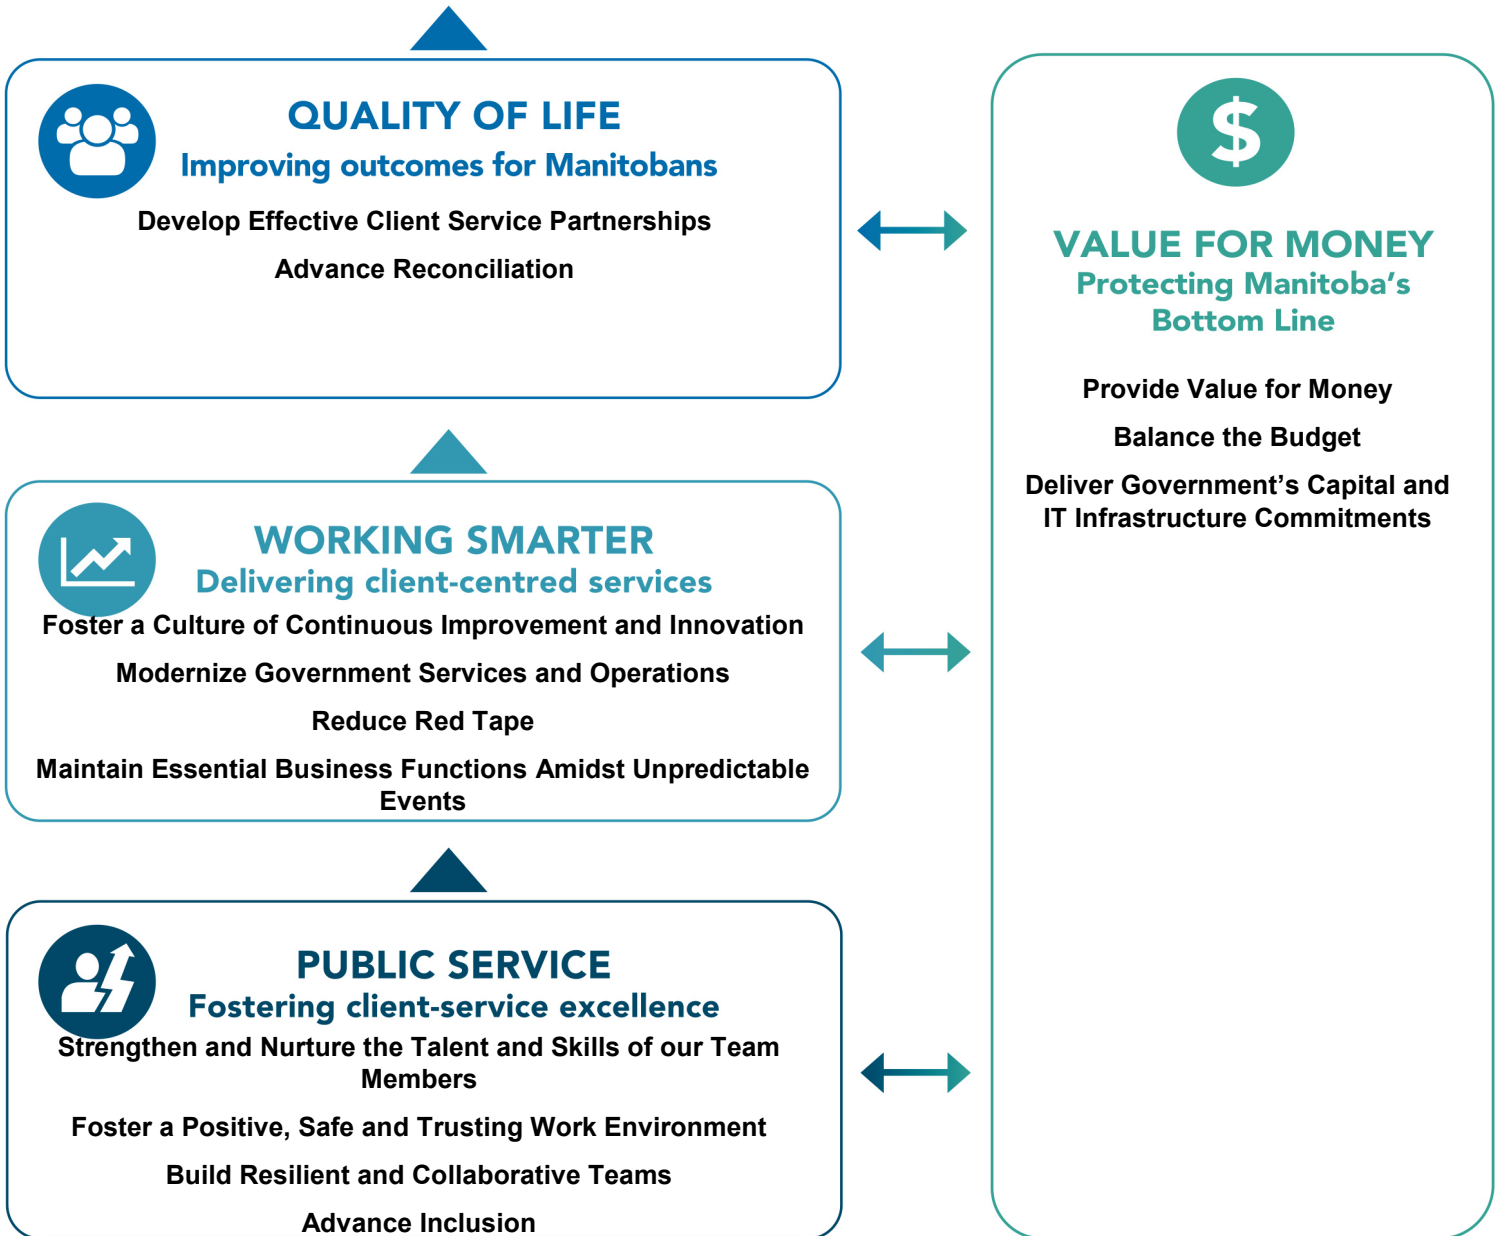 QUALITY OF LIFE
Improving outcomes for Manitobans
Develop Effective Client Service Partnerships
Advance Reconciliation
WORKING SMARTER
Delivering client-centred services
Foster a Culture of Continuous Improvement and Innovation
Modernize Government Services and Operations
Reduce Red Tape
Maintain Essential Business Functions Amidst Unpredictable
Events
PUBLIC SERVICE
Fostering client-service excellence
Strengthen and Nurture the Talent and Skills of our Team
Members
Foster a Positive, Safe and Trusting Work Environment
Build Resilient and Collaborative Teams
Advance Inclusion
$
VALUE FOR MONEY
Protecting Manitoba’s
Bottom Line
Provide Value for Money
Balance the Budget
Deliver Government’s Capital and
IT Infrastructure Commitments